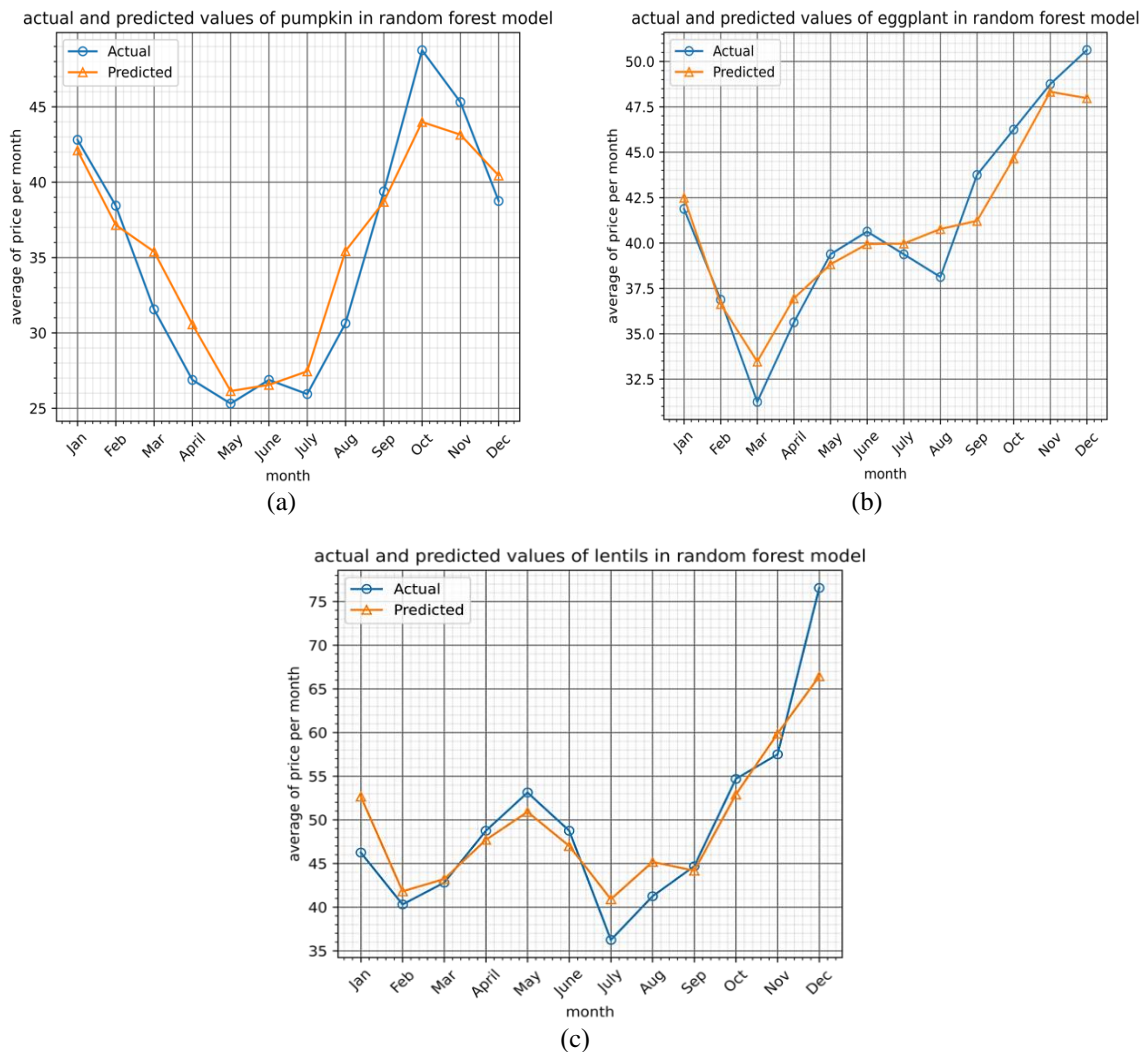 actual and predicted values of pumpkin in random forest model
Actual
Predicted
average of price per month
45
40
35
30
25
Jan Feb Mar April May June July Aug Sep Oct Nov Dec
month
(a)
actual and predicted values of eggplant in random forest model
Actual
Predicted
average of price per month
50.0
47.5
45.0
42.5
40.0
37.5
35.0
32.5
Jan Feb Mar April May June July Aug Sep Oct Nov Dec
month
(b)
actual and predicted values of lentils in random forest model
Actual
Predicted
average of price per month
75
70
65
60
55
50
45
40
35
Jan Feb Mar April May June July Aug Sep Oct Nov Dec
month
(c)